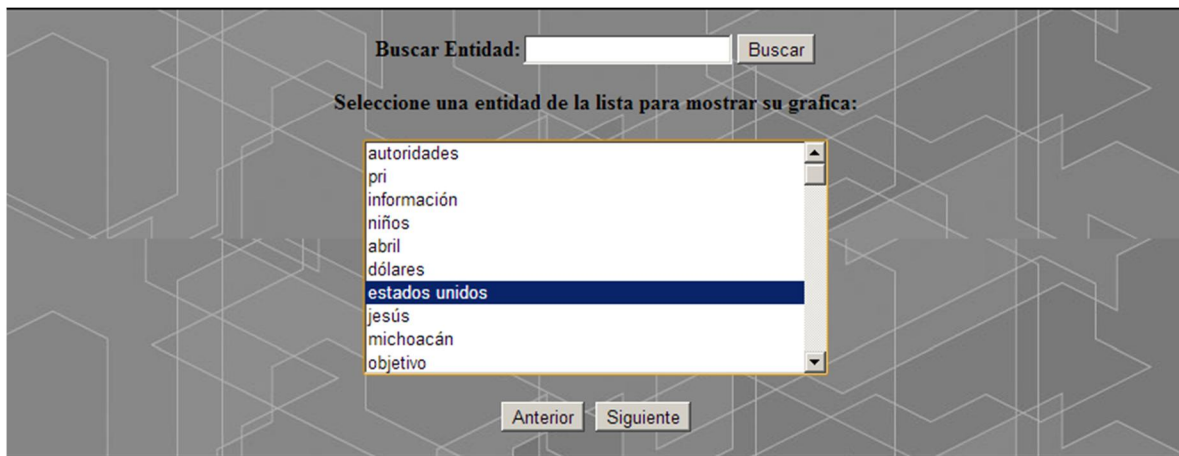 Buscar Entidad: Buscar
Seleccione una entidad de la lista para mostrar su grafica:
autoridades
pri
información
niños
abril
dólares
estados unidos
jesús
michoacán
objetivo
Anterior Siguiente